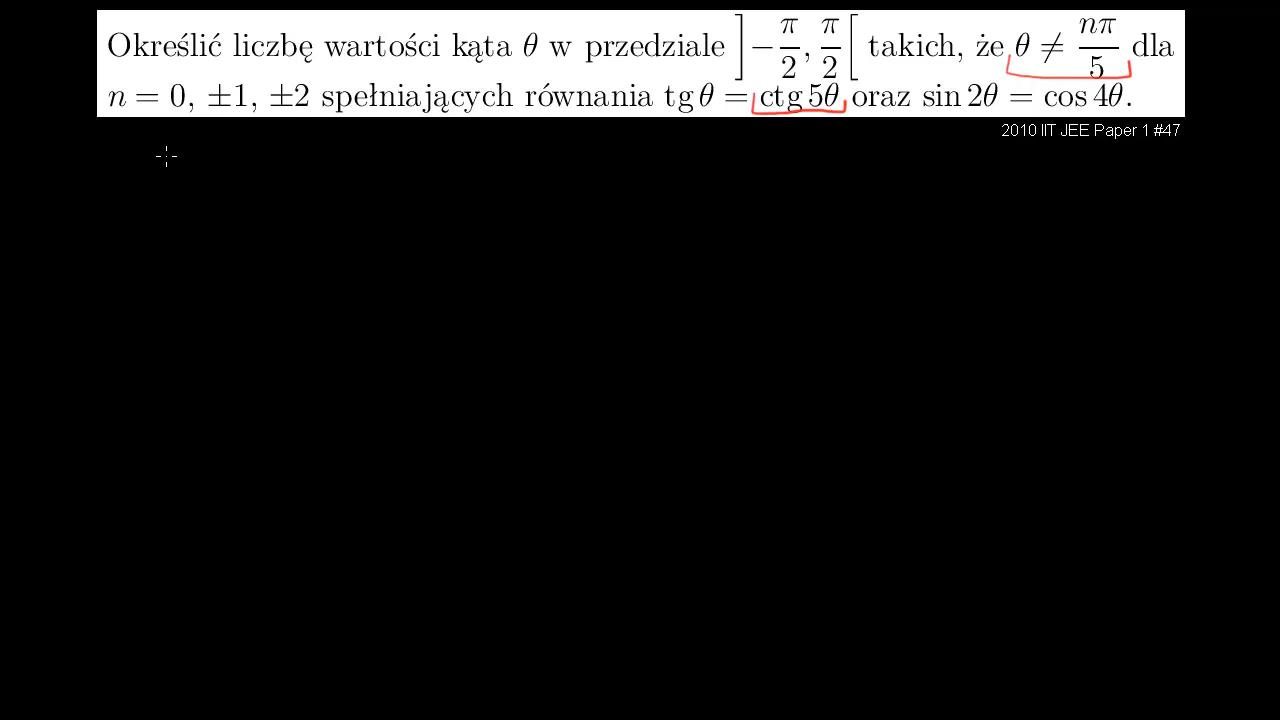 Określić liczbę wartości kąta θ w przedziale ]−π/2, π/2[ takich, że θ ≠ nπ/5 dla
n = 0, ±1, ±2 spełniających równania tg θ = ctg 5θ oraz sin 2θ = cos 4θ.
2010 IIT JEE Paper 1 #47